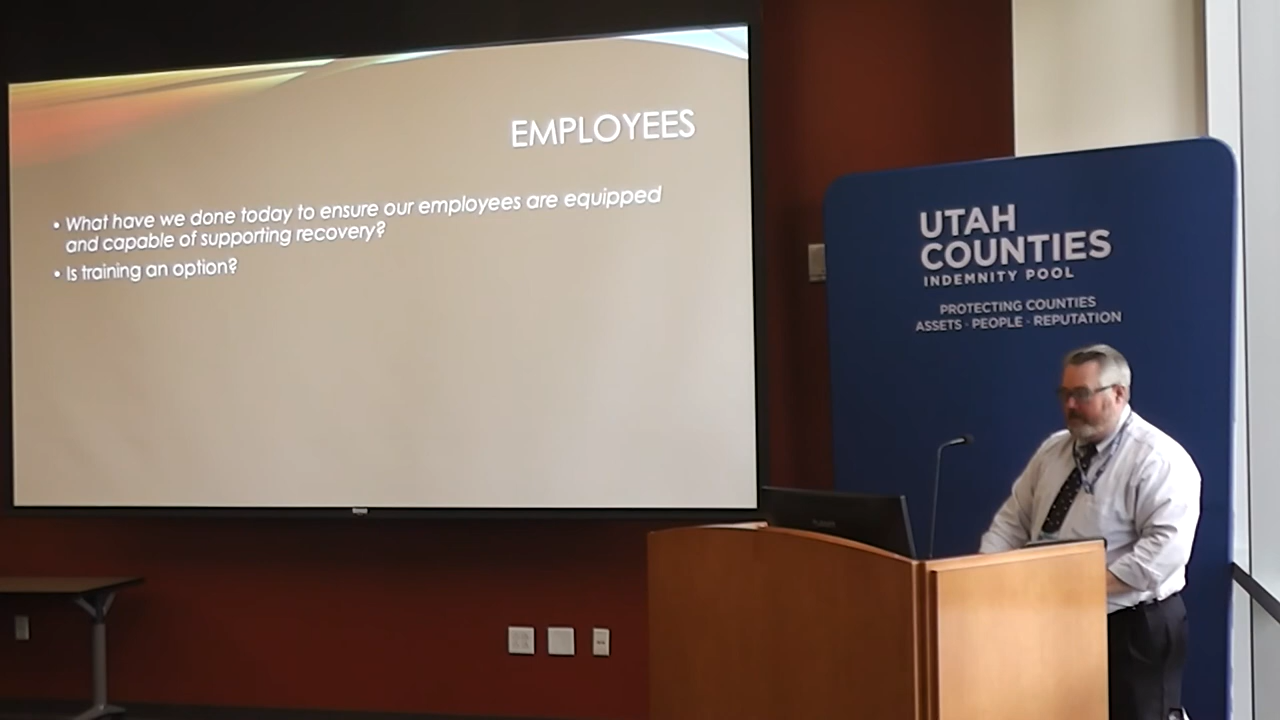 EMPLOYEES
• What have we done today to ensure our employees are equipped
and capable of supporting recovery?
• Is training an option?
UTAH
COUNTIES
INDEMNITY POOL
PROTECTING COUNTIES
ASSETS · PEOPLE · REPUTATION